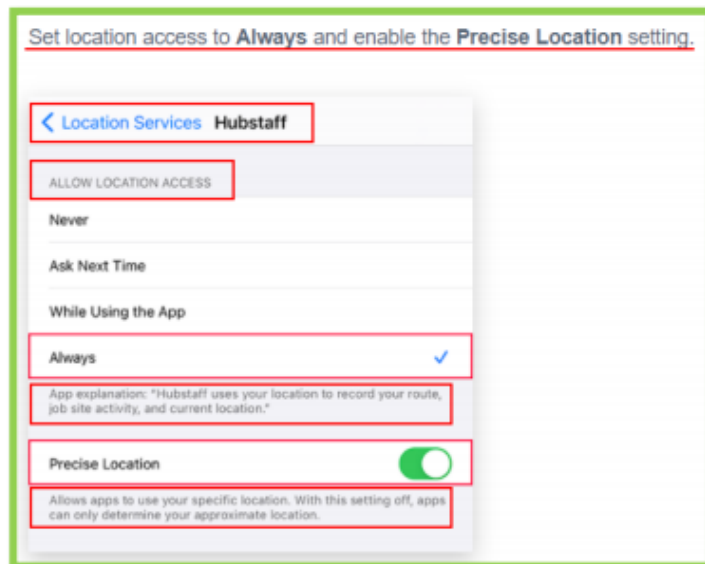 Set location access to Always and enable the Precise Location setting.
Location Services Hubstaff
ALLOW LOCATION ACCESS
Never
Ask Next Time
While Using the App
Always
App explanation: "Hubstaff uses your location to record your route,
job site activity, and current location."
Precise Location
Allows apps to use your specific location. With this setting off, apps
can only determine your approximate location.